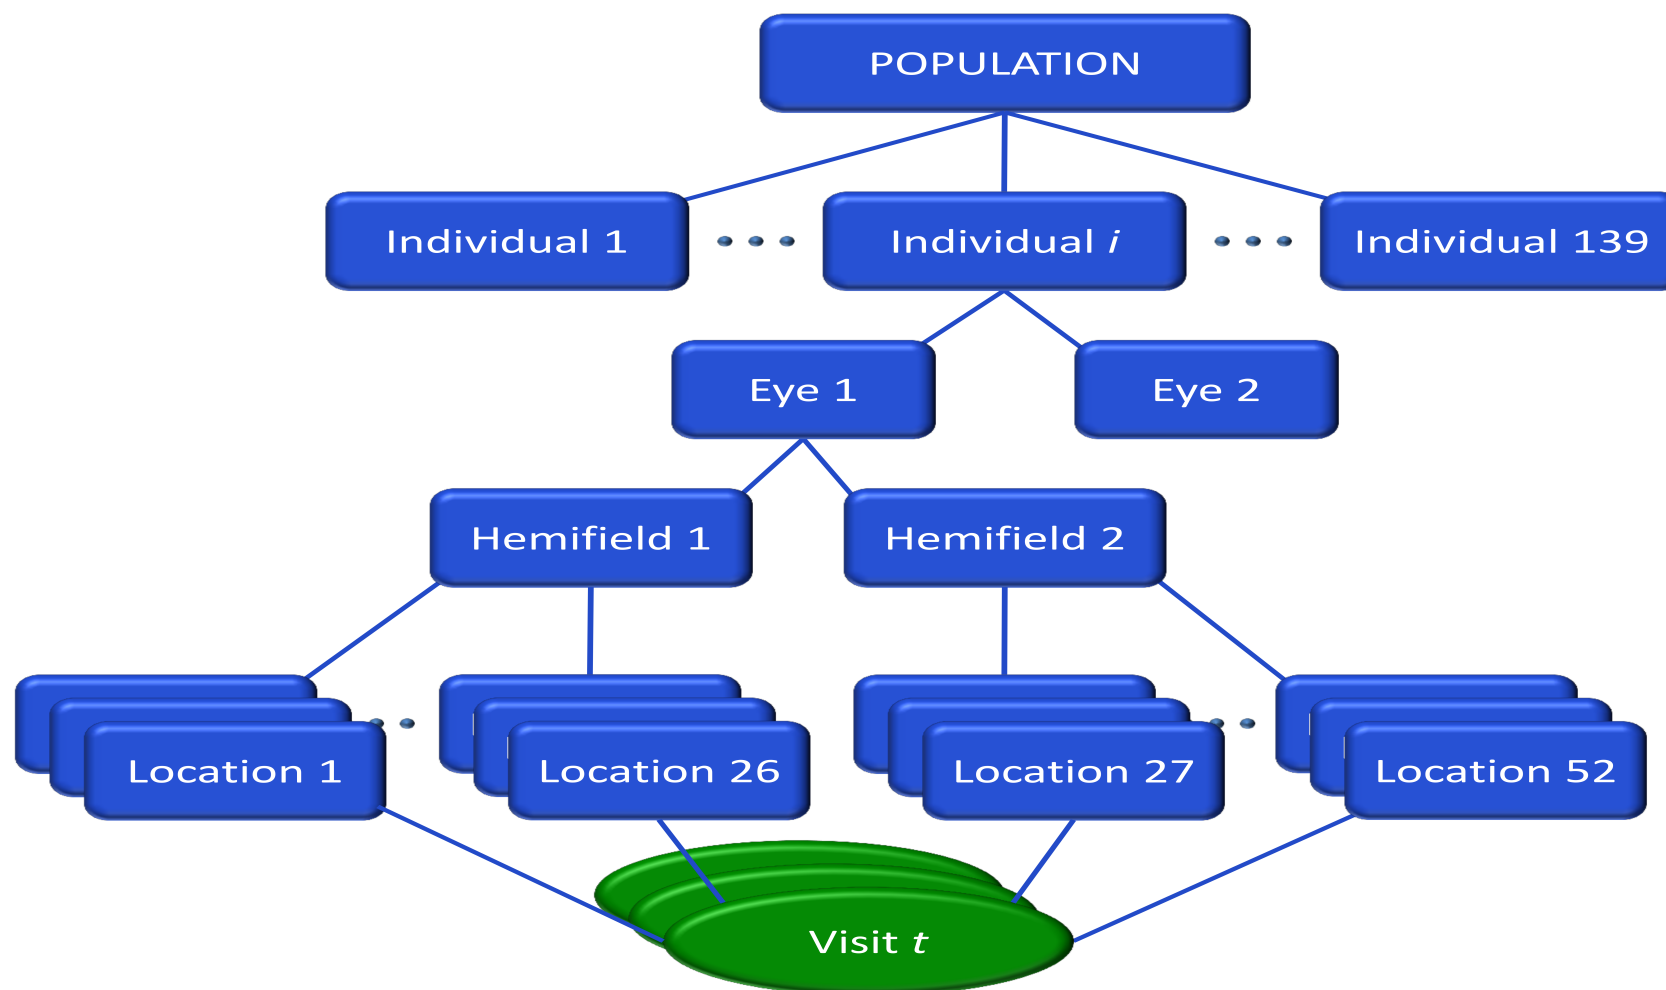 POPULATION
Individual 1
Individual i
Individual 139
Eye 1
Eye 2
Hemifield 1
Hemifield 2
Location 1
Location 26
Location 27
Location 52
Visit t